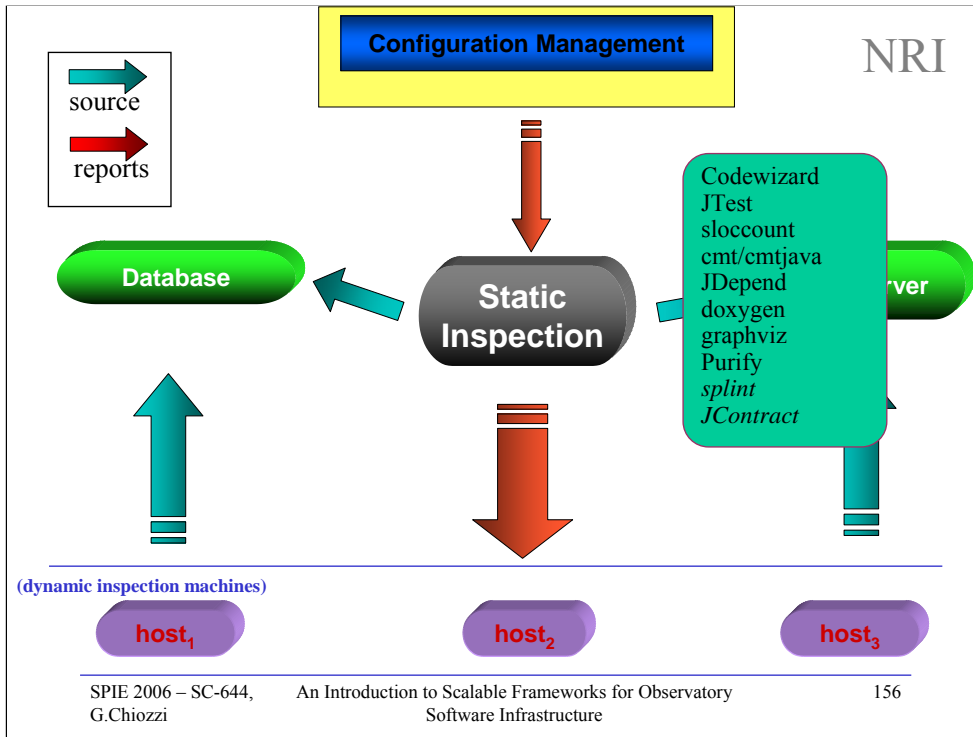 Configuration Management
NRI
source
reports
Codewizard
JTest
sloccount
cmt/cmtjava
JDepend
doxygen
graphviz
Purify
splint
JContract
Database
Static
Inspection
rver
(dynamic inspection machines)
host1
host2
host3
SPIE 2006 – SC-644,
G.Chiozzi
An Introduction to Scalable Frameworks for Observatory
Software Infrastructure
156